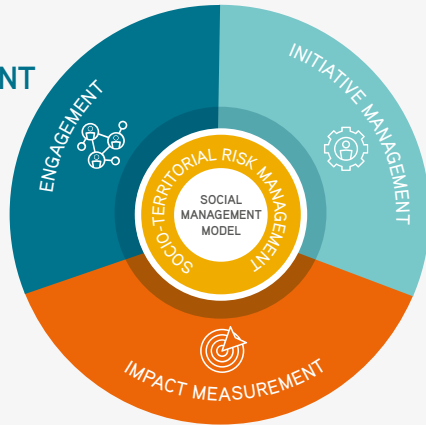 NT
ENGAGEMENT
INITIATIVE MANAGEMENT
SOCIO-TERRITORIAL RISK MANAGEMENT
SOCIAL
MANAGEMENT
MODEL
IMPACT MEASUREMENT